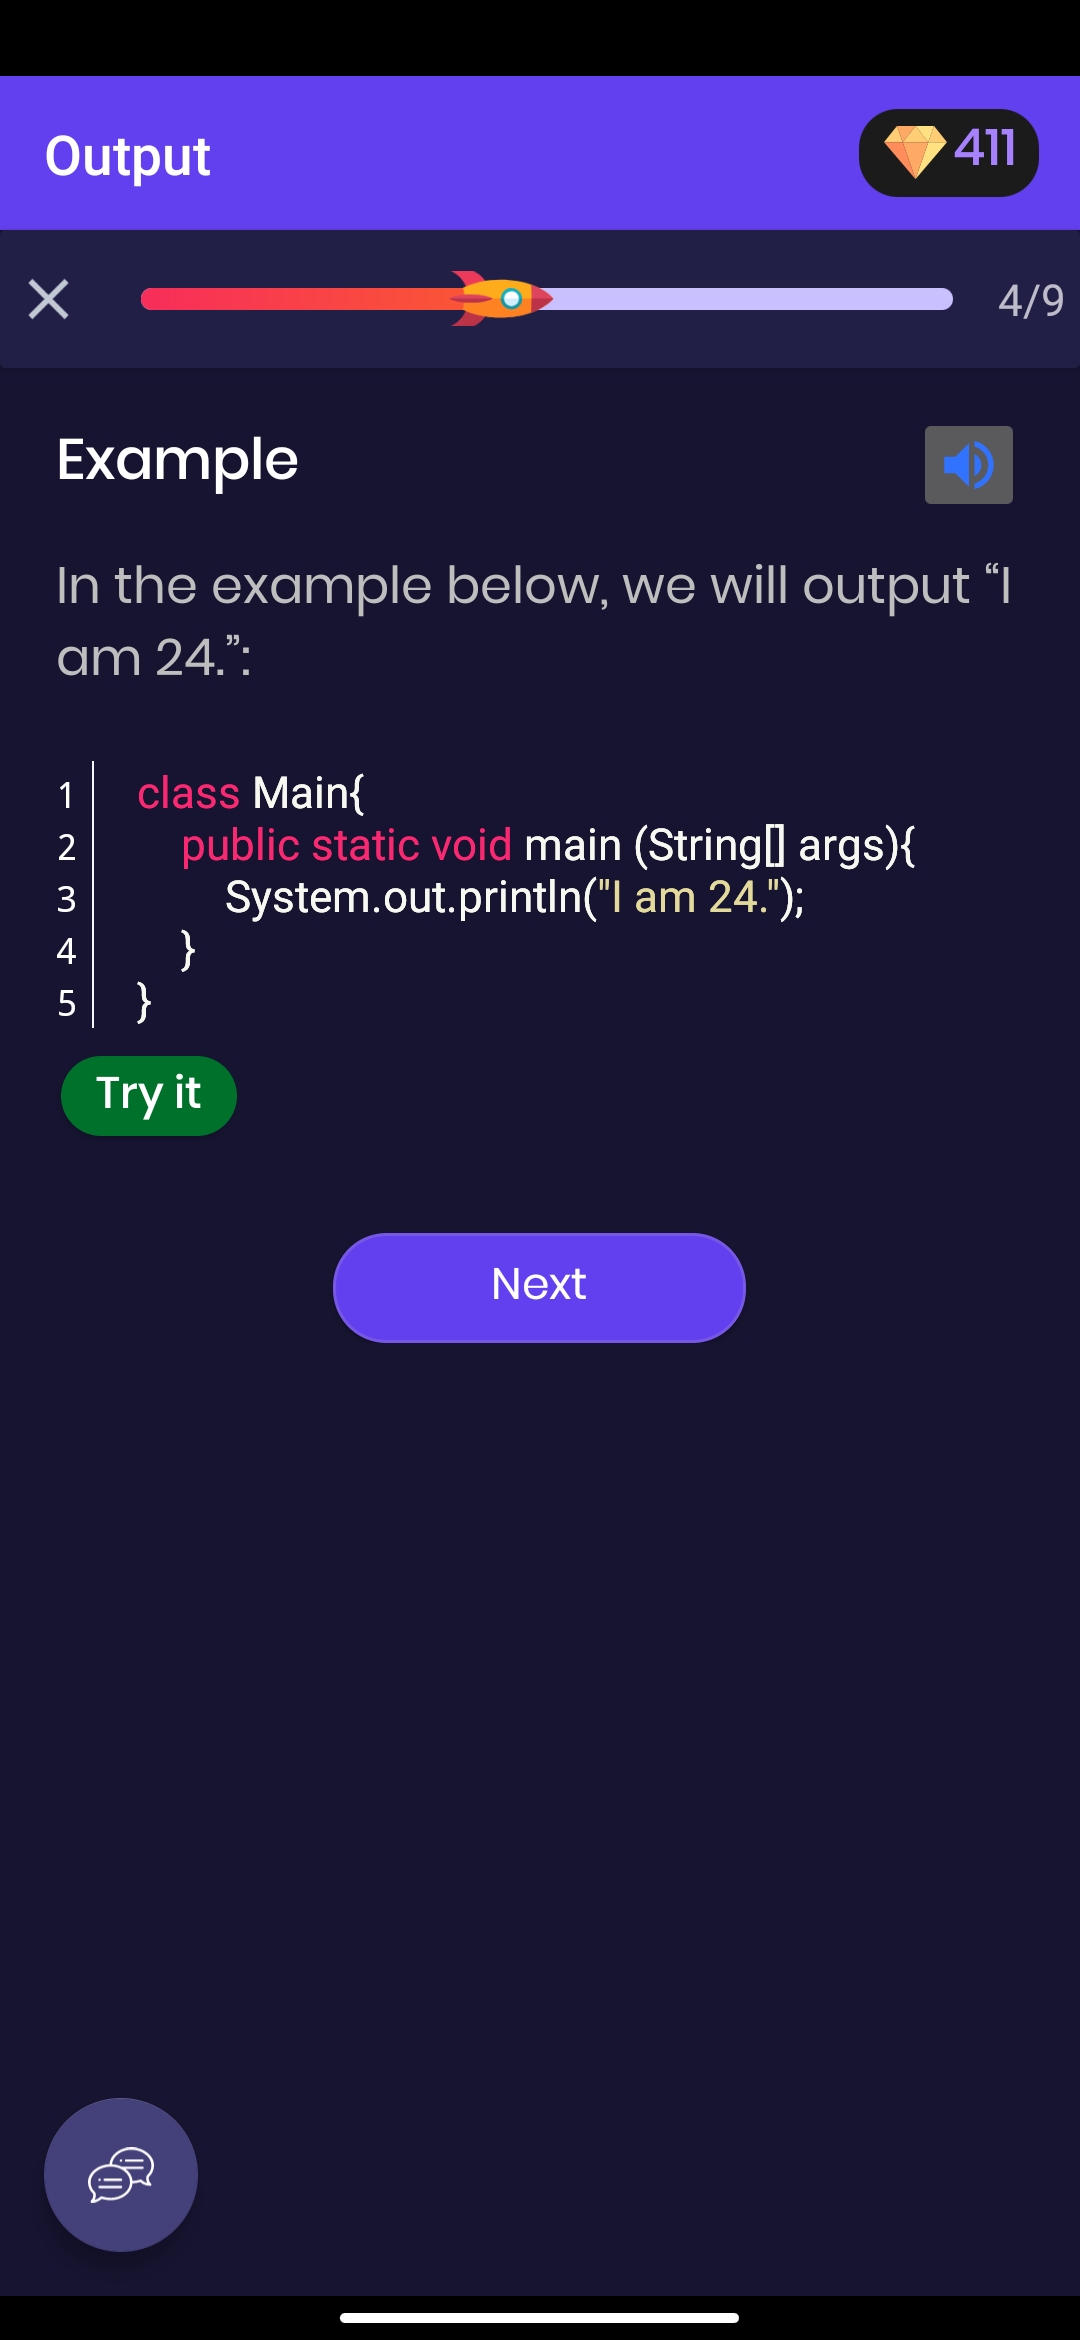 Output
411
4/9
Example
In the example below, we will output “I
am 24.”:
1 class Main{
2 public static void main (String[] args){
3 System.out.println("I am 24.");
4 }
5 }
Try it
Next